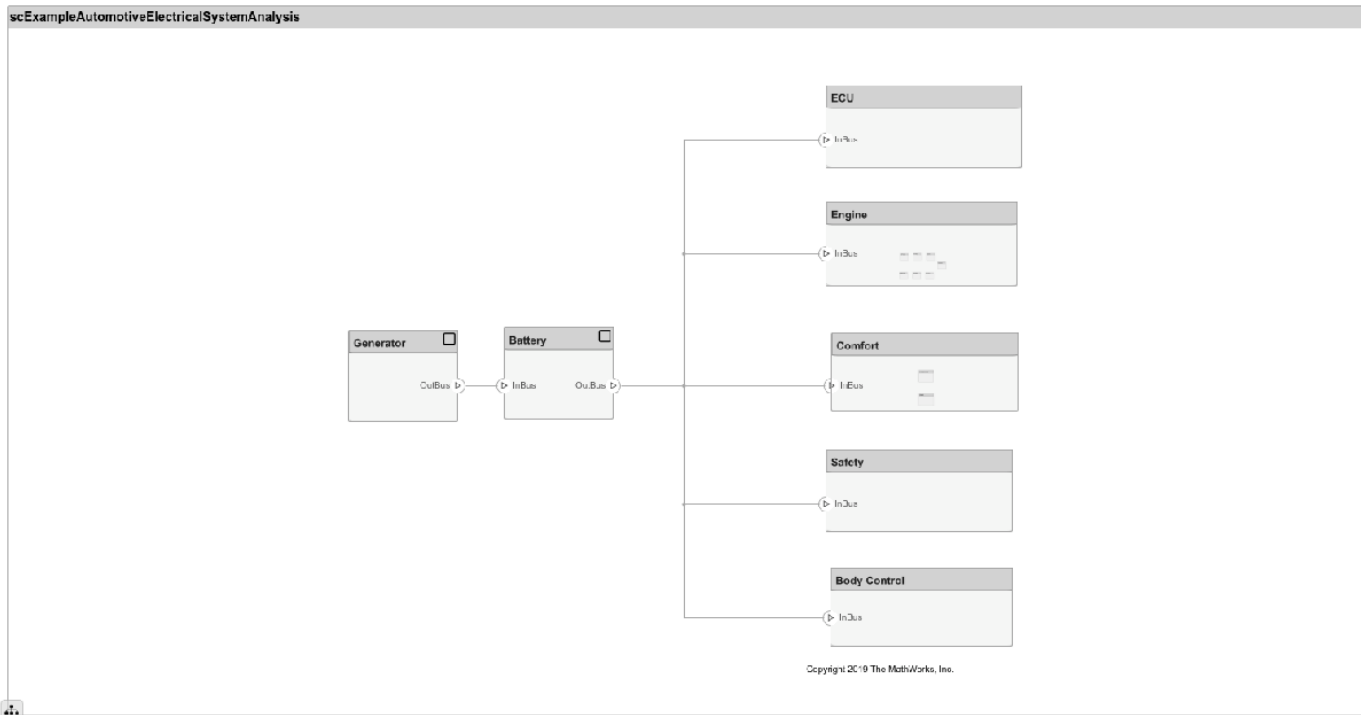 scExampleAutomotiveElectricalSystemAnalysis
ECU
InBus
Engine
InBus
Generator
OutBus
Battery
InBus
OutBus
Comfort
InBus
Safety
InBus
Body Control
InBus
Copyright 2019 The MathWorks, Inc.